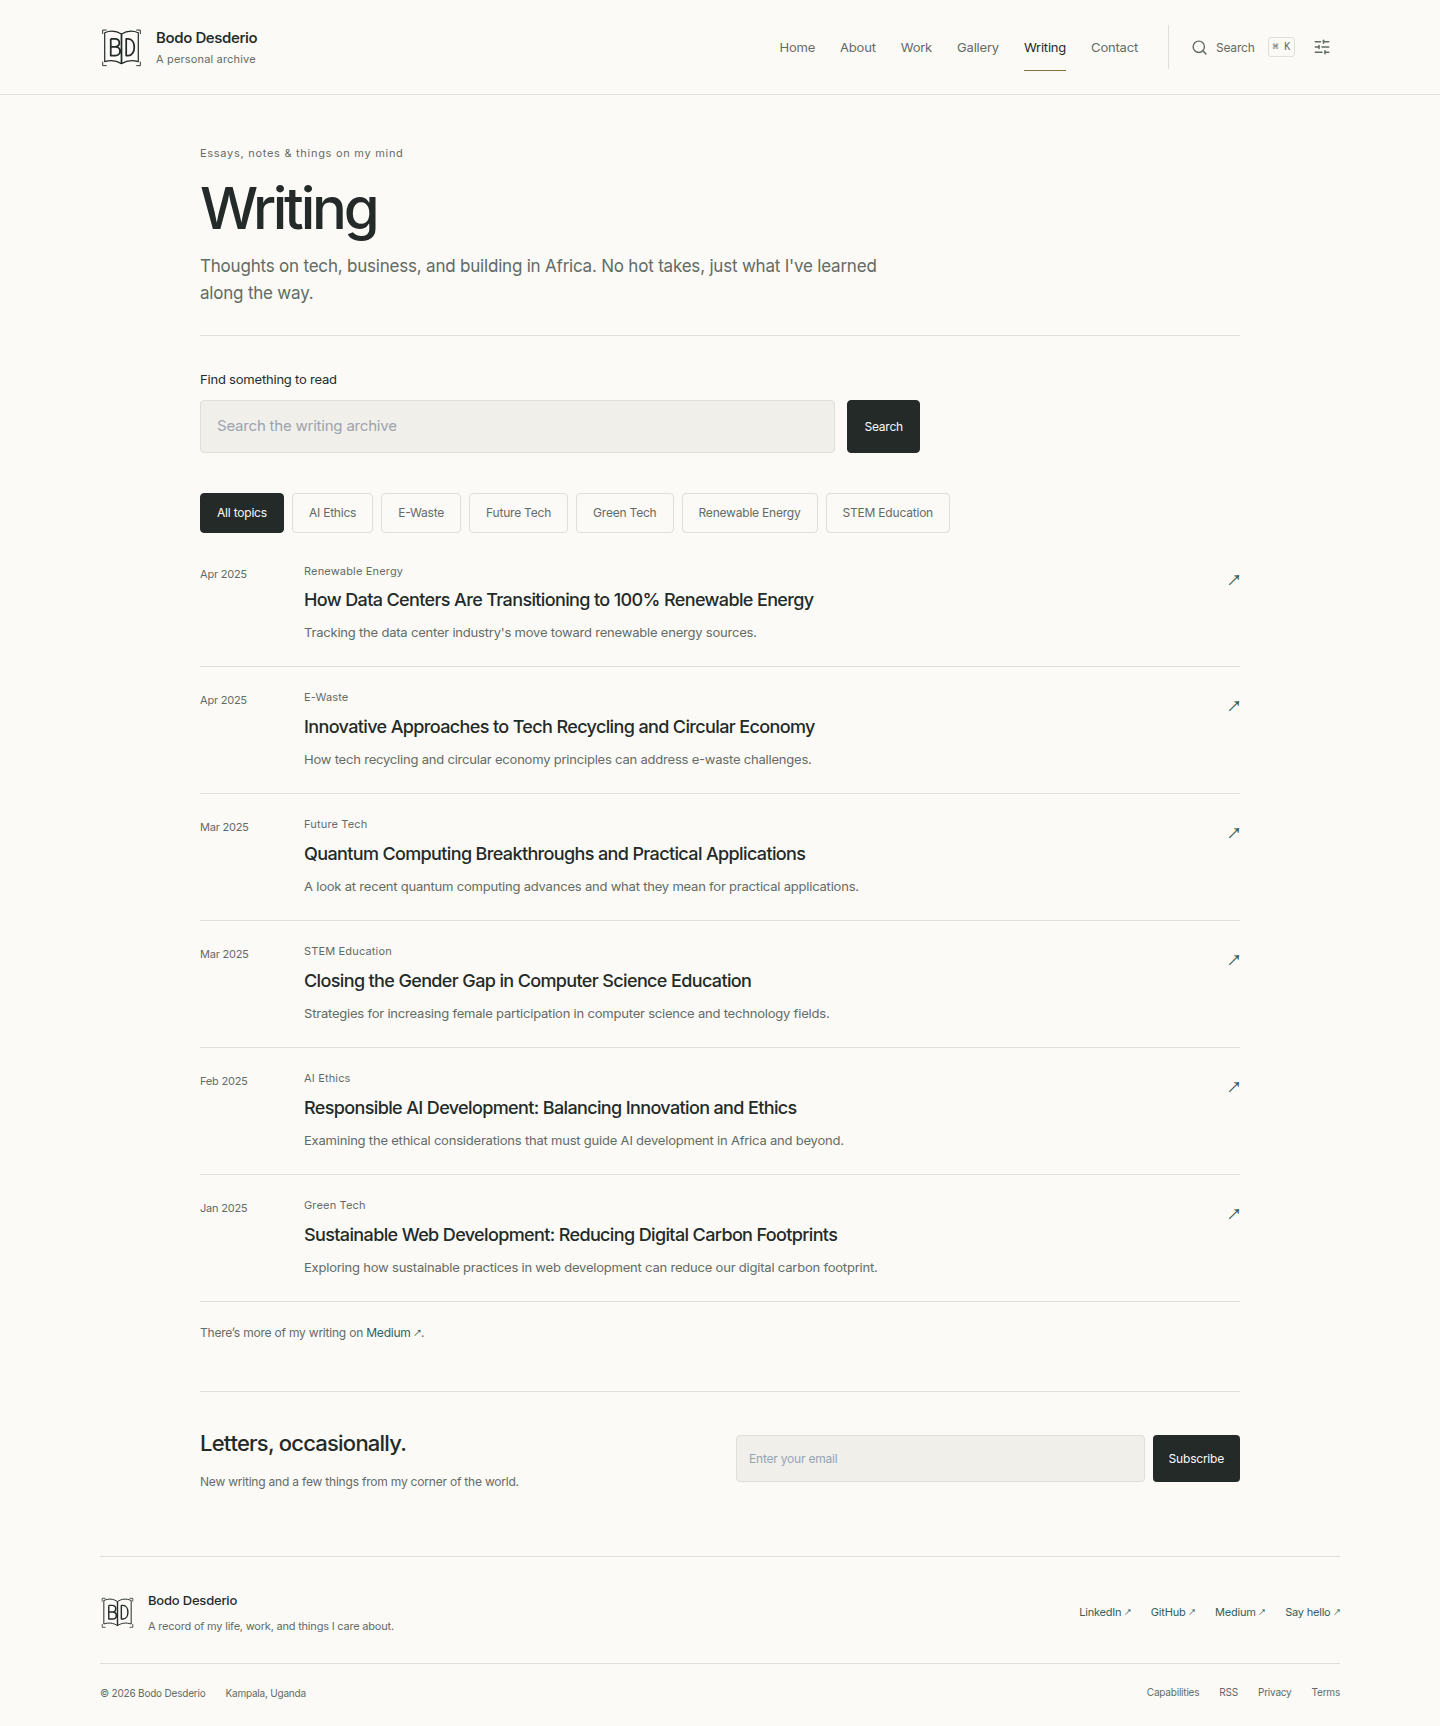 BD
Bodo Desderio
A personal archive
Home About Work Gallery Writing Contact
Search ⌘ K
Essays, notes & things on my mind
Writing
Thoughts on tech, business, and building in Africa. No hot takes, just what I've learned
along the way.
Find something to read
Search the writing archive
Search
All topics AI Ethics E-Waste Future Tech Green Tech Renewable Energy STEM Education
Apr 2025
Renewable Energy
How Data Centers Are Transitioning to 100% Renewable Energy
Tracking the data center industry's move toward renewable energy sources.
↗
Apr 2025
E-Waste
Innovative Approaches to Tech Recycling and Circular Economy
How tech recycling and circular economy principles can address e-waste challenges.
↗
Mar 2025
Future Tech
Quantum Computing Breakthroughs and Practical Applications
A look at recent quantum computing advances and what they mean for practical applications.
↗
Mar 2025
STEM Education
Closing the Gender Gap in Computer Science Education
Strategies for increasing female participation in computer science and technology fields.
↗
Feb 2025
AI Ethics
Responsible AI Development: Balancing Innovation and Ethics
Examining the ethical considerations that must guide AI development in Africa and beyond.
↗
Jan 2025
Green Tech
Sustainable Web Development: Reducing Digital Carbon Footprints
Exploring how sustainable practices in web development can reduce our digital carbon footprint.
↗
There's more of my writing on Medium ↗.
Letters, occasionally.
New writing and a few things from my corner of the world.
Enter your email
Subscribe
BD
Bodo Desderio
A record of my life, work, and things I care about.
LinkedIn ↗ GitHub ↗ Medium ↗ Say hello ↗
© 2026 Bodo Desderio Kampala, Uganda
Capabilities RSS Privacy Terms